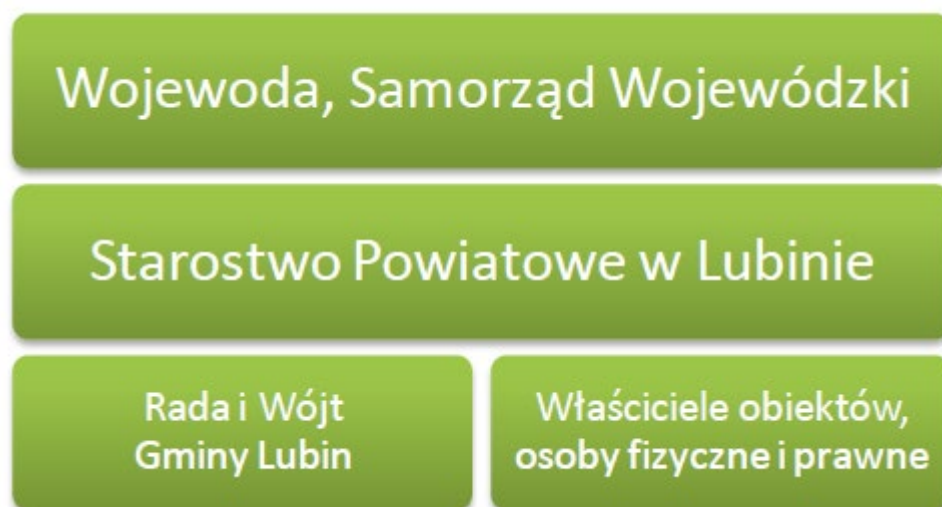 Wojewoda, Samorząd Wojewódzki
Starostwo Powiatowe w Lubinie
Rada i Wójt
Gminy Lubin
Właściciele obiektów,
osoby fizyczne i prawne